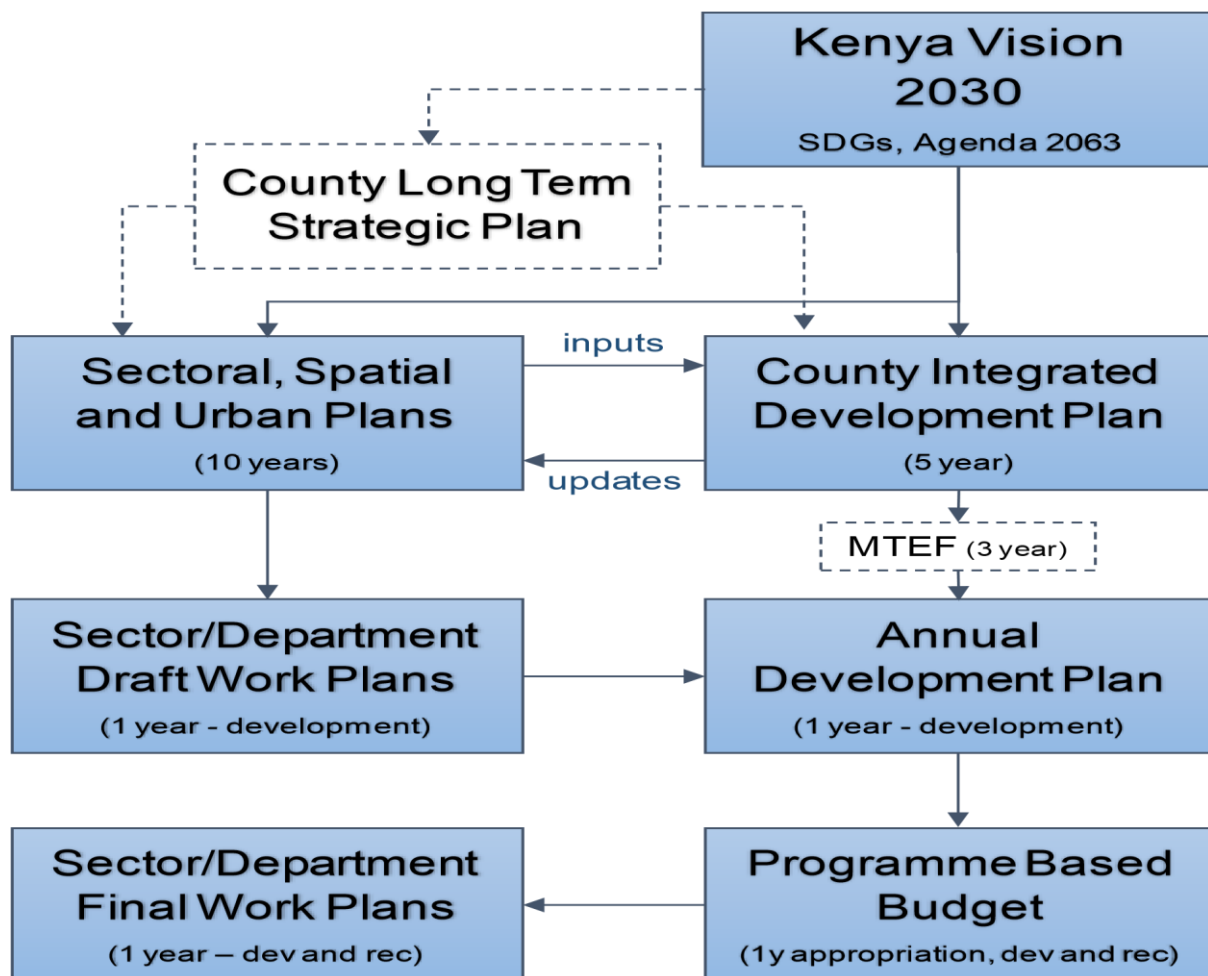 Kenya Vision
2030
SDGs, Agenda 2063
County Long Term
Strategic Plan
Sectoral, Spatial
and Urban Plans
(10 years)
inputs
updates
County Integrated
Development Plan
(5 year)
MTEF (3 year)
Sector/Department
Draft Work Plans
(1 year - development)
Annual
Development Plan
(1 year - development)
Sector/Department
Final Work Plans
(1 year – dev and rec)
Programme Based
Budget
(1y appropriation, dev and rec)